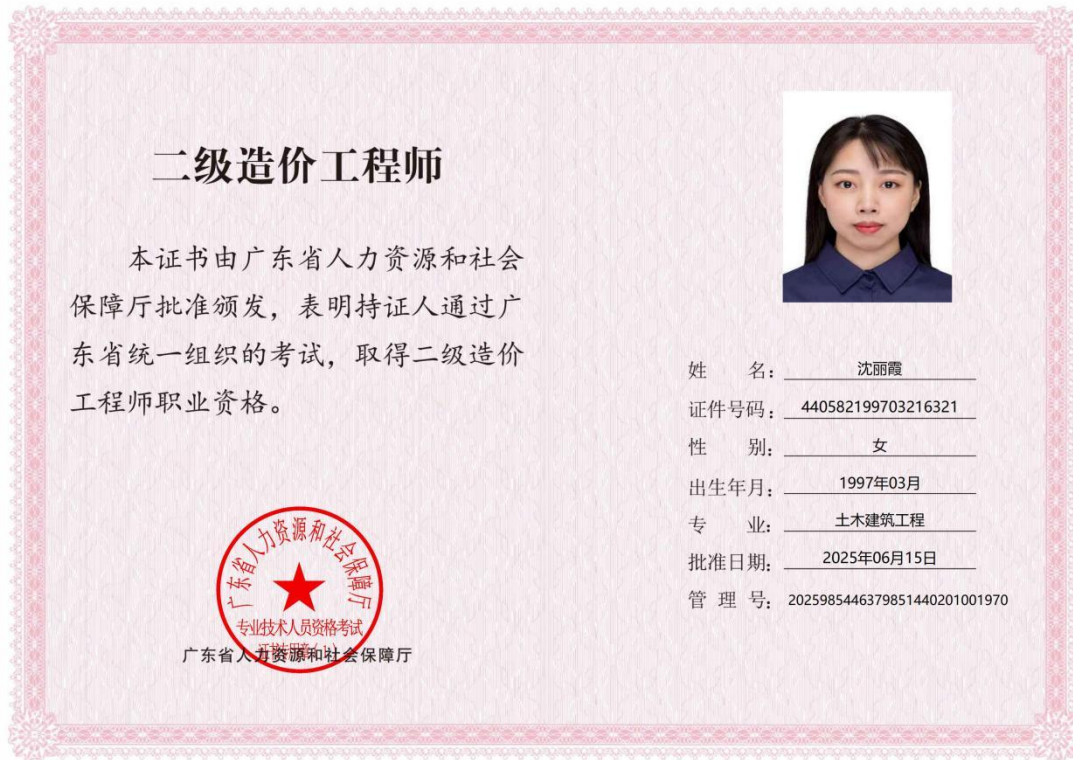 二级造价工程师
本证书由广东省人力资源和社会
保障厅批准颁发，表明持证人通过广
东省统一组织的考试，取得二级造价
工程师职业资格。
广东省人力资源和社会保障厅
专业技术人员资格考试
广东省人力资源和社会保障厅
姓 名：沈丽霞
证件号码：440582199703216321
性 别：女
出生年月：1997年03月
专 业：土木建筑工程
批准日期：2025年06月15日
管 理 号：2025985446379851440201001970